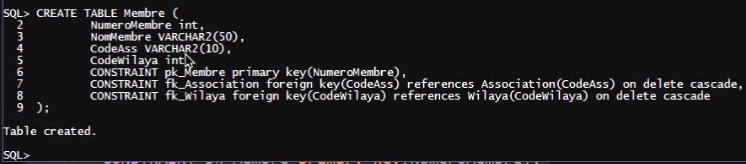 SQL> CREATE TABLE Membre (
  2          NumeroMembre int,
  3          NomMembre VARCHAR2(50),
  4          CodeAss VARCHAR2(10),
  5          CodeWilaya int,
  6          CONSTRAINT pk_Membre primary key(NumeroMembre),
  7          CONSTRAINT fk_Association foreign key(CodeAss) references Association(CodeAss) on delete cascade,
  8          CONSTRAINT fk_Wilaya foreign key(CodeWilaya) references Wilaya(CodeWilaya) on delete cascade
  9  );
Table created.
SQL>